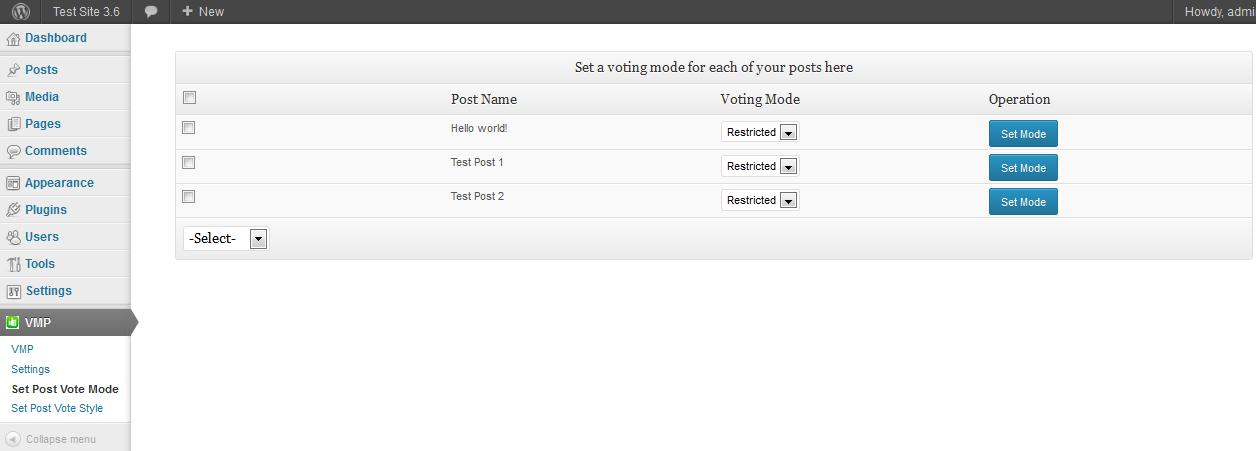 Test Site 3.6 New Howdy, admi
Dashboard
Posts
Media
Pages
Comments
Appearance
Plugins
Users
Tools
Settings
VMP
VMP
Settings
Set Post Vote Mode
Set Post Vote Style
Collapse menu
Set a voting mode for each of your posts here
Post Name Voting Mode Operation
Hello world! Restricted Set Mode
Test Post 1 Restricted Set Mode
Test Post 2 Restricted Set Mode
-Select-